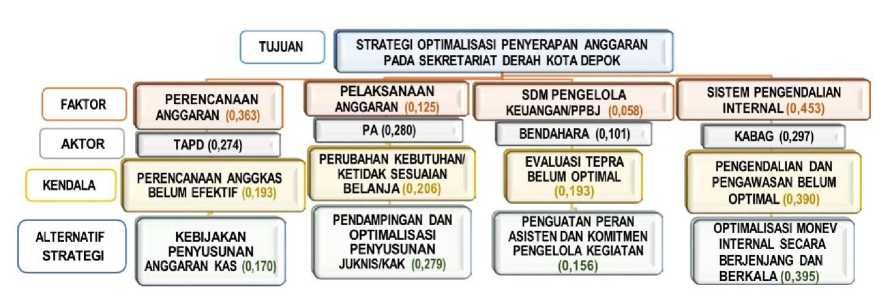 TUJUAN
STRATEGI OPTIMALISASI PENYERAPAN ANGGARAN
PADA SEKRETARIAT DERAH KOTA DEPOK
FAKTOR
PERENCANAAN
ANGGARAN (0,363)
PELAKSANAAN
ANGGARAN (0,125)
SDM PENGELOLA
KEUANGAN/PPBJ (0,058)
SISTEM PENGENDALIAN
INTERNAL (0,453)
AKTOR
TAPD (0,274)
PA (0,280)
BENDAHARA (0,101)
KABAG (0,297)
KENDALA
PERENCANAAN ANGGKAS
BELUM EFEKTIF (0,193)
PERUBAHAN KEBUTUHAN/
KETIDAK SESUAIAN
BELANJA (0,206)
EVALUASI TEPRA
BELUM OPTIMAL
(0,193)
PENGENDALIAN DAN
PENGAWASAN BELUM
OPTIMAL (0,390)
ALTERNATIF
STRATEGI
KEBIJAKAN
PENYUSUNAN
ANGGARAN KAS (0,170)
PENDAMPINGAN DAN
OPTIMALISASI
PENYUSUNAN
JUKNIS/KAK (0,279)
PENGUATAN PERAN
ASISTEN DAN KOMITMEN
PENGELOLA KEGIATAN
(0,156)
OPTIMALISASI MONEV
INTERNAL SECARA
BERJENJANG DAN
BERKALA (0,395)